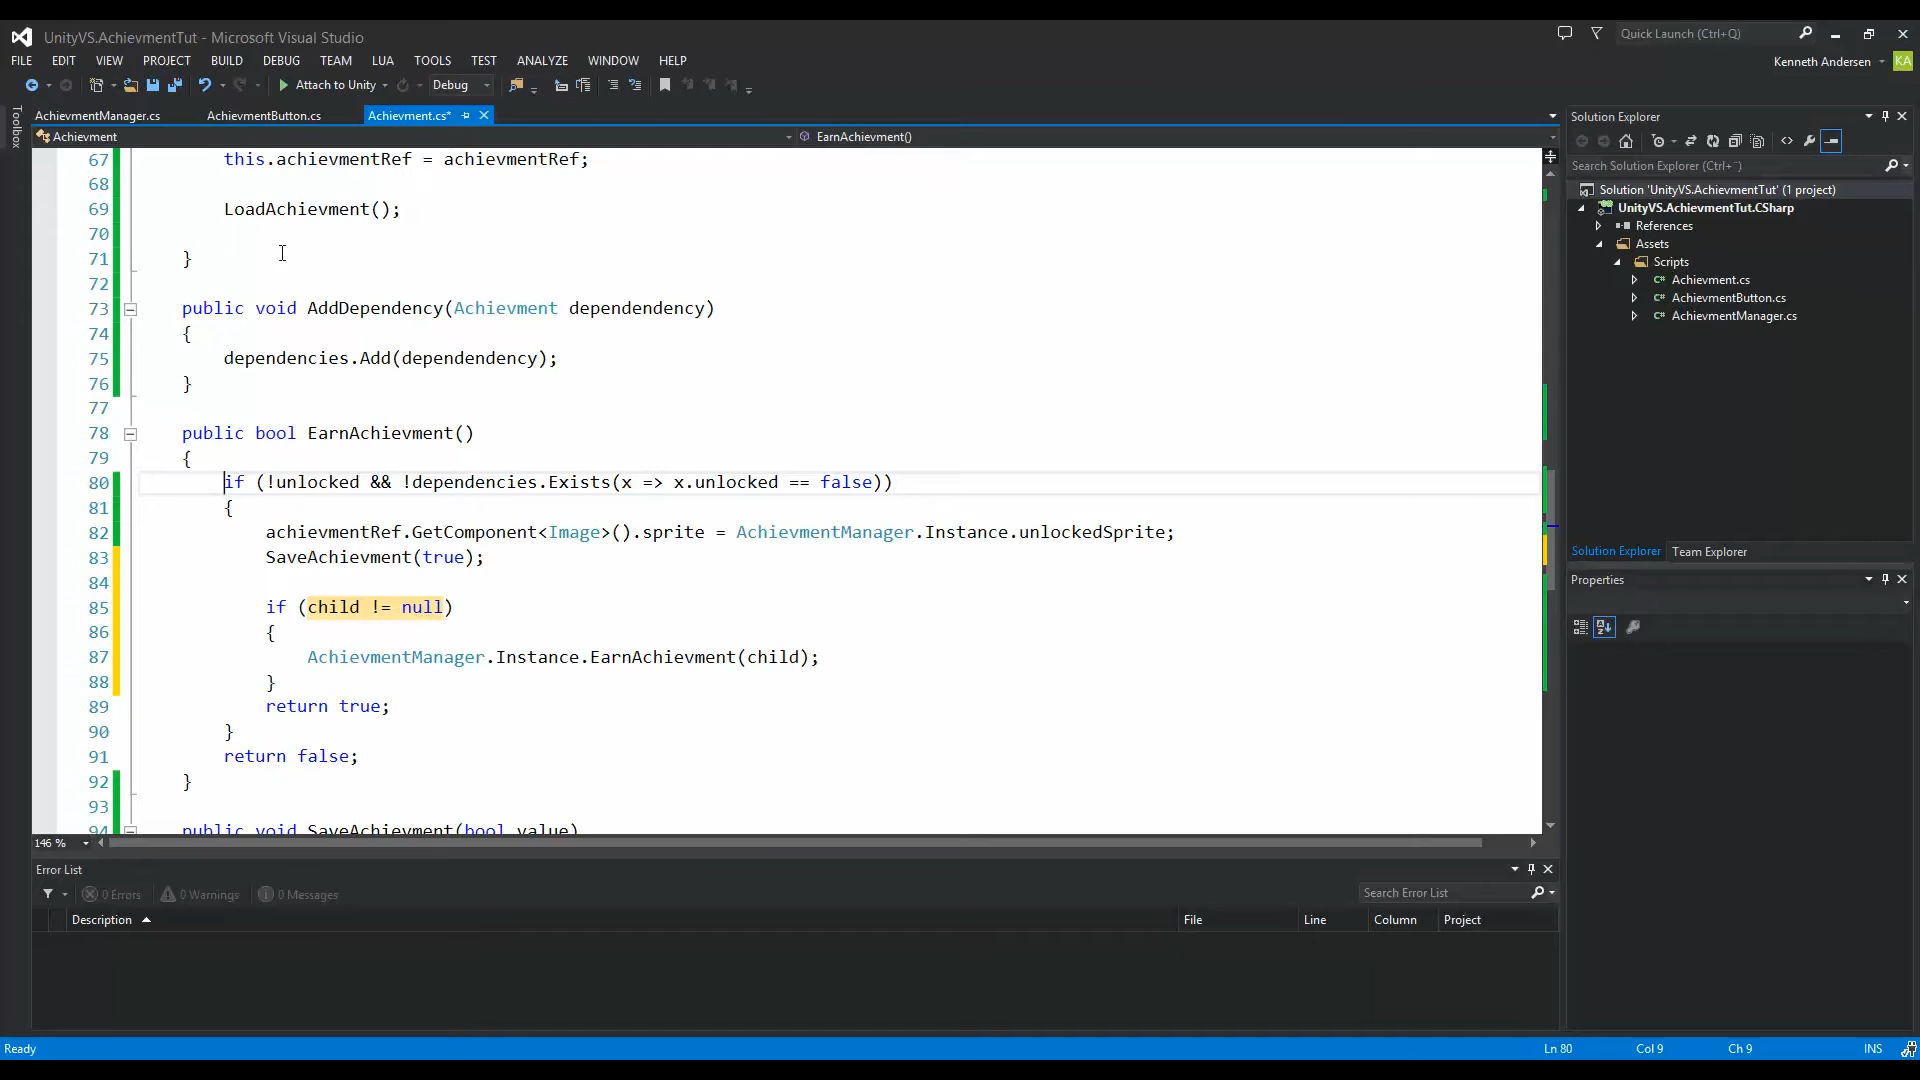 UnityVS.AchievmentTut - Microsoft Visual Studio
Quick Launch (Ctrl+Q)
FILE EDIT VIEW PROJECT BUILD DEBUG TEAM LUA TOOLS TEST ANALYZE WINDOW HELP
Kenneth Andersen KA
Attach to Unity Debug
Toolbox
AchievmentManager.cs AchievmentButton.cs Achievment.cs*
Achievment EarnAchievment()
67 this.achievmentRef = achievmentRef;
68
69 LoadAchievment();
70
71 }
72
73 public void AddDependency(Achievment dependendency)
74 {
75 dependencies.Add(dependendency);
76 }
77
78 public bool EarnAchievment()
79 {
80 if (!unlocked && !dependencies.Exists(x => x.unlocked == false))
81 {
82 achievmentRef.GetComponent<Image>().sprite = AchievmentManager.Instance.unlockedSprite;
83 SaveAchievment(true);
84
85 if (child != null)
86 {
87 AchievmentManager.Instance.EarnAchievment(child);
88 }
89 return true;
90 }
91 return false;
92 }
93
94 public void SaveAchievment(bool value)
146 %
Solution Explorer
Search Solution Explorer (Ctrl+¨)
Solution 'UnityVS.AchievmentTut' (1 project)
UnityVS.AchievmentTut.CSharp
References
Assets
Scripts
C# Achievment.cs
C# AchievmentButton.cs
C# AchievmentManager.cs
Solution Explorer Team Explorer
Properties
Error List
0 Errors 0 Warnings 0 Messages
Search Error List
Description File Line Column Project
Ready Ln 80 Col 9 Ch 9 INS